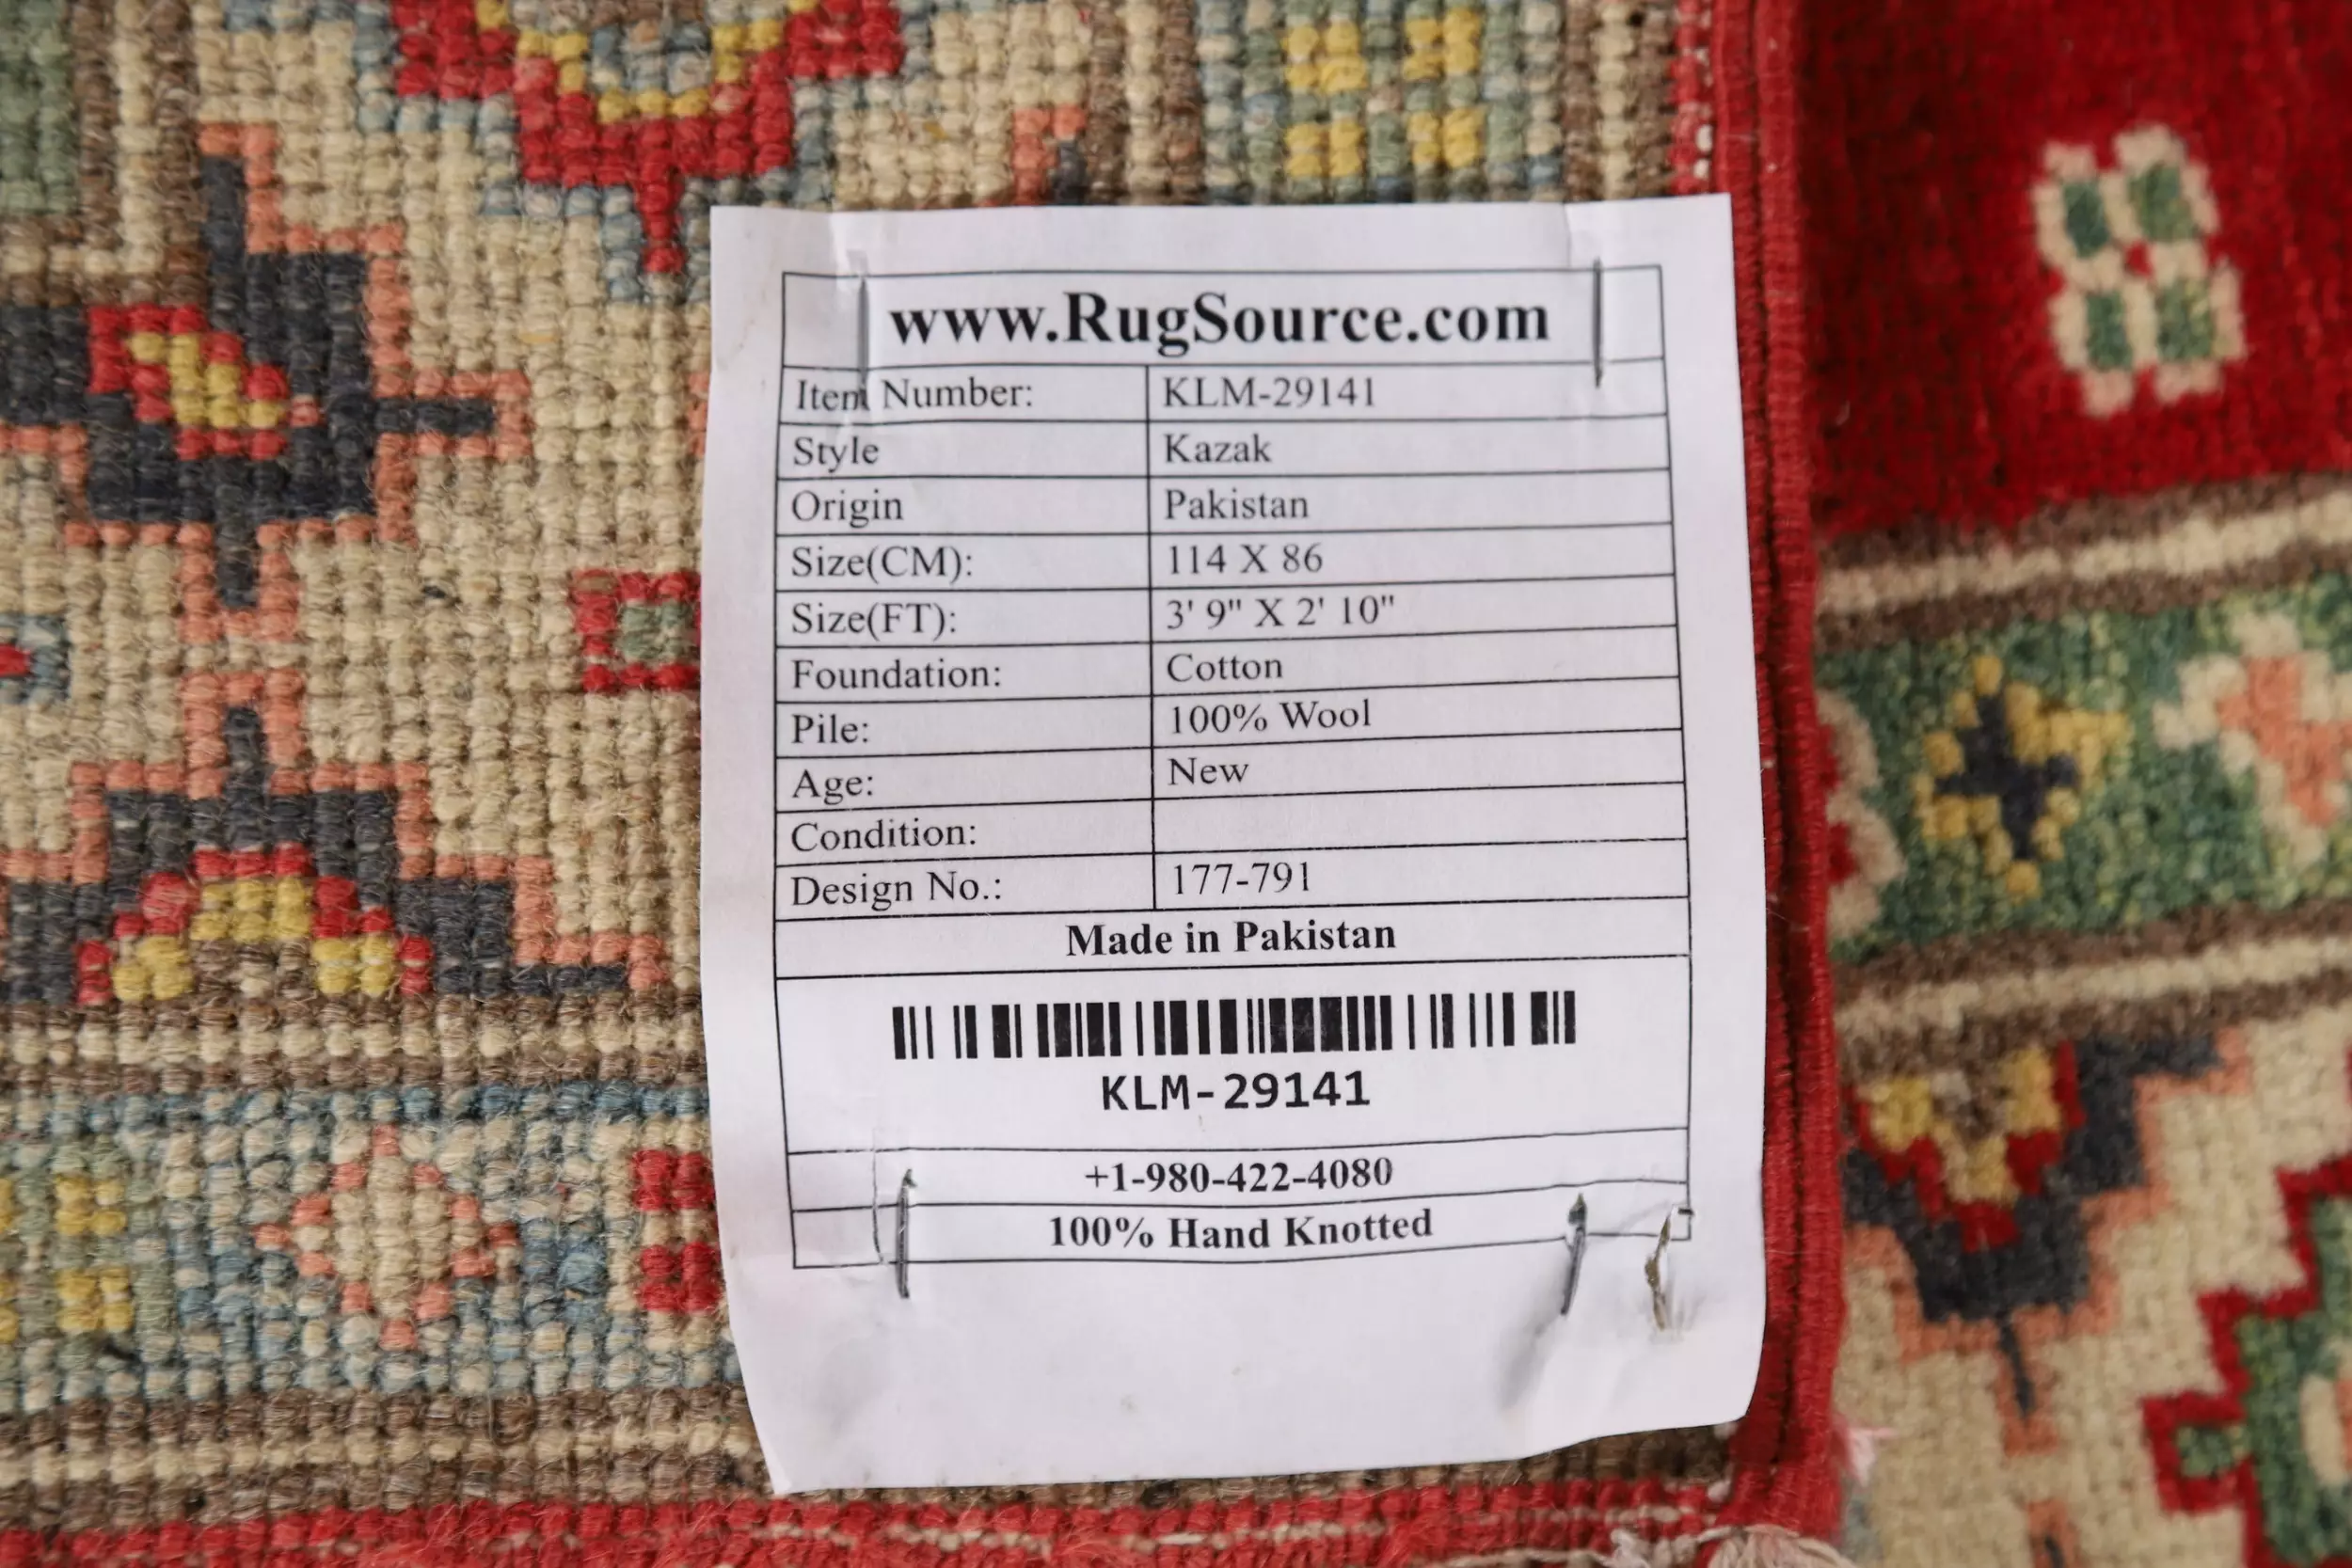 www.RugSource.com
Item Number: KLM-29141
Style Kazak
Origin Pakistan
Size(CM): 114 X 86
Size(FT): 3' 9" X 2' 10"
Foundation: Cotton
Pile: 100% Wool
Age: New
Condition:
Design No.: 177-791
Made in Pakistan
KLM-29141
+1-980-422-4080
100% Hand Knotted